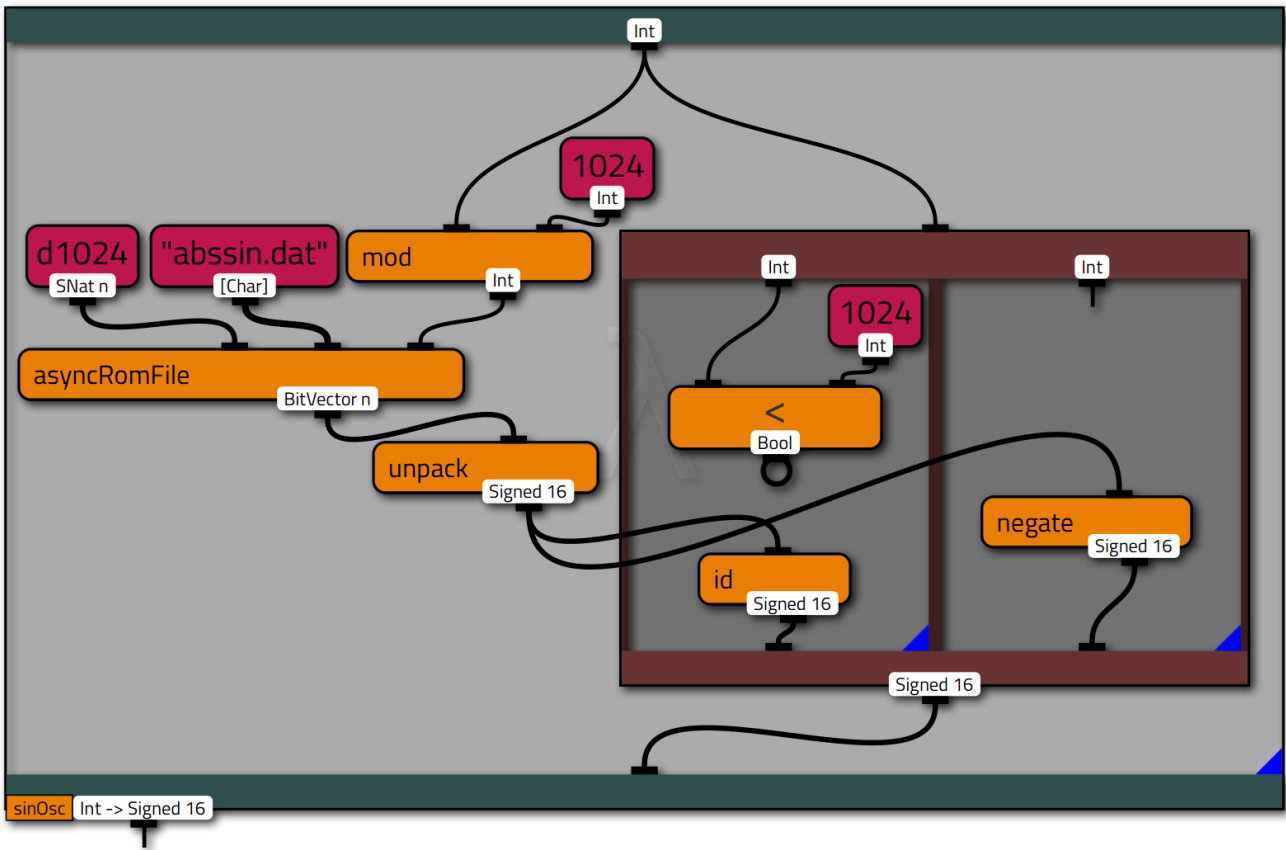 Int
1024
Int
d1024
"abssin.dat"
mod
SNat n
[Char]
Int
Int
Int
1024
Int
asyncRomFile
BitVector n
<
Bool
unpack
Signed 16
negate
Signed 16
id
Signed 16
Signed 16
sinOsc
Int -> Signed 16